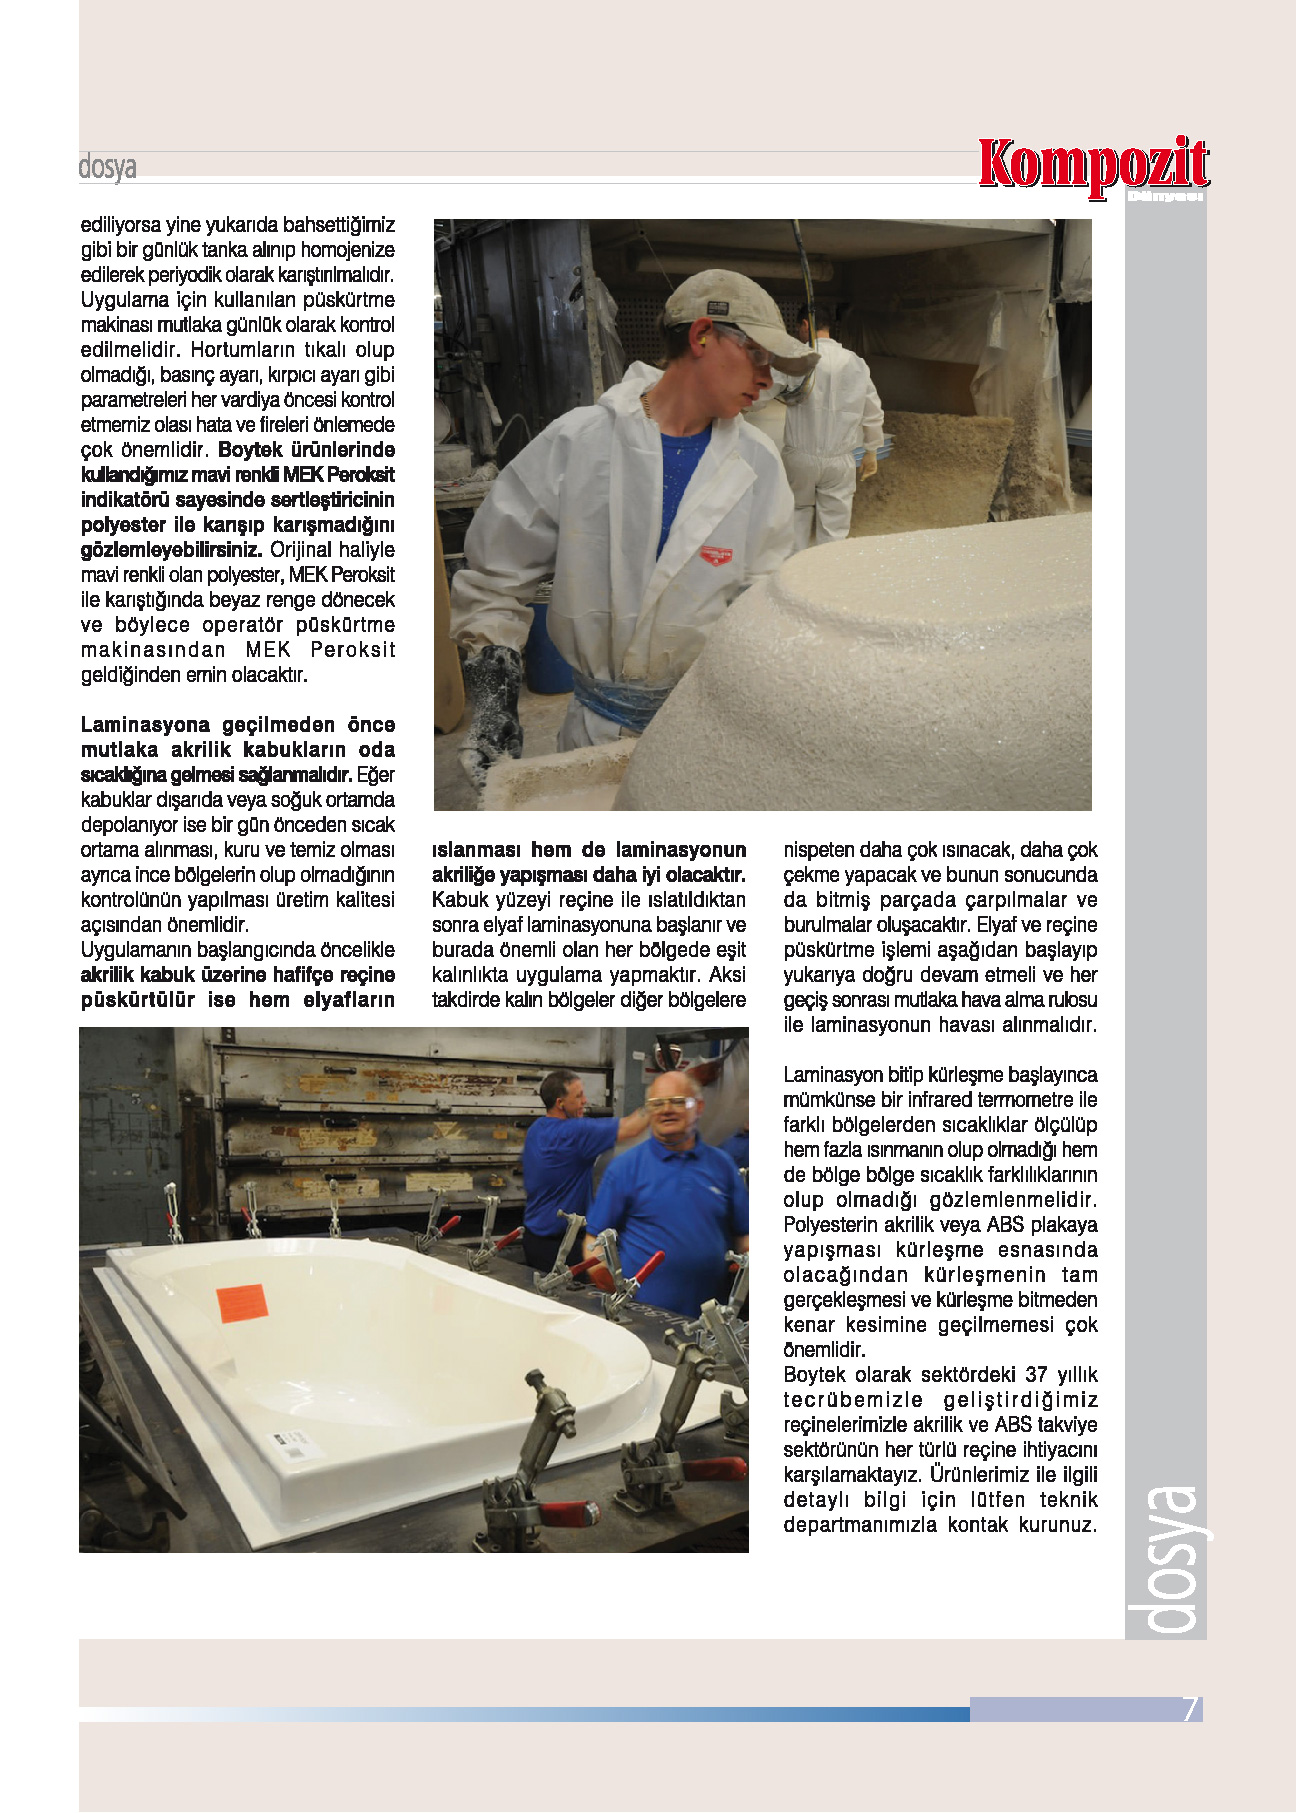 dosya
Kompozit
Dünyası
ediliyorsa yine yukarıda bahsettiğimiz
gibi bir günlük tanka alınıp homojenize
edilerek periyodik olarak karıştırılmalıdır.
Uygulama için kullanılan püskürtme
makinası mutlaka günlük olarak kontrol
edilmelidir. Hortumların tıkalı olup
olmadığı, basınç ayarı, kırpıcı ayarı gibi
parametreleri her vardiya öncesi kontrol
etmemiz olası hata ve fireleri önlemede
çok önemlidir. Boytek ürünlerinde
kullandığımız mavi renkli MEK Peroksit
indikatörü sayesinde sertleştiricinin
polyester ile karışıp karışmadığını
gözlemleyebilirsiniz. Orijinal haliyle
mavi renkli olan polyester, MEK Peroksit
ile karıştığında beyaz renge dönecek
ve böylece operatör püskürtme
makinasından MEK Peroksit
geldiğinden emin olacaktır.
Laminasyona geçilmeden önce
mutlaka akrilik kabukların oda
sıcaklığına gelmesi sağlanmalıdır. Eğer
kabuklar dışarıda veya soğuk ortamda
depolanıyor ise bir gün önceden sıcak
ortama alınması, kuru ve temiz olması
ayrıca ince bölgelerin olup olmadığının
kontrolünün yapılması üretim kalitesi
açısından önemlidir.
Uygulamanın başlangıcında öncelikle
akrilik kabuk üzerine hafifçe reçine
püskürtülür ise hem elyafların
ıslanması hem de laminasyonun
akriliğe yapışması daha iyi olacaktır.
Kabuk yüzeyi reçine ile ıslatıldıktan
sonra elyaf laminasyonuna başlanır ve
burada önemli olan her bölgede eşit
kalınlıkta uygulama yapmaktır. Aksi
takdirde kalın bölgeler diğer bölgelere
nispeten daha çok ısınacak, daha çok
çekme yapacak ve bunun sonucunda
da bitmiş parçada çarpılmalar ve
burulmalar oluşacaktır. Elyaf ve reçine
püskürtme işlemi aşağıdan başlayıp
yukarıya doğru devam etmeli ve her
geçiş sonrası mutlaka hava alma rulosu
ile laminasyonun havası alınmalıdır.
Laminasyon bitip kürleşme başlayınca
mümkünse bir infrared termometre ile
farklı bölgelerden sıcaklıklar ölçülüp
hem fazla ısınmanın olup olmadığı hem
de bölge bölge sıcaklık farklılıklarının
olup olmadığı gözlemlenmelidir.
Polyesterin akrilik veya ABS plakaya
yapışması kürleşme esnasında
olacağından kürleşmenin tam
gerçekleşmesi ve kürleşme bitmeden
kenar kesimine geçilmemesi çok
önemlidir.
Boytek olarak sektördeki 37 yıllık
tecrübemizle geliştirdiğimiz
reçinelerimizle akrilik ve ABS takviye
sektörünün her türlü reçine ihtiyacını
karşılamaktayız. Ürünlerimiz ile ilgili
detaylı bilgi için lütfen teknik
departmanımızla kontak kurunuz.
dosya
7